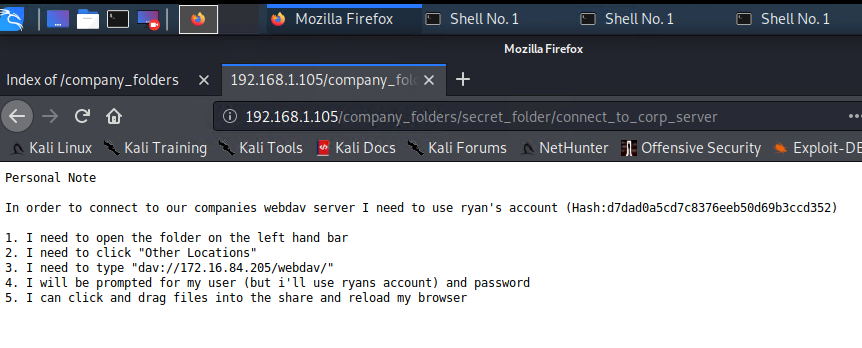 Mozilla Firefox
Shell No. 1
Shell No. 1
Shell No. 1
Mozilla Firefox
Index of /company_folders
192.168.1.105/company_fol
192.168.1.105/company_folders/secret_folder/connect_to_corp_server
Kali Linux Kali Training Kali Tools Kali Docs Kali Forums NetHunter Offensive Security Exploit-DB
Personal Note
In order to connect to our companies webdav server I need to use ryan's account (Hash:d7dad0a5cd7c8376eeb50d69b3ccd352)
1. I need to open the folder on the left hand bar
2. I need to click "Other Locations"
3. I need to type "dav://172.16.84.205/webdav/"
4. I will be prompted for my user (but i'll use ryans account) and password
5. I can click and drag files into the share and reload my browser